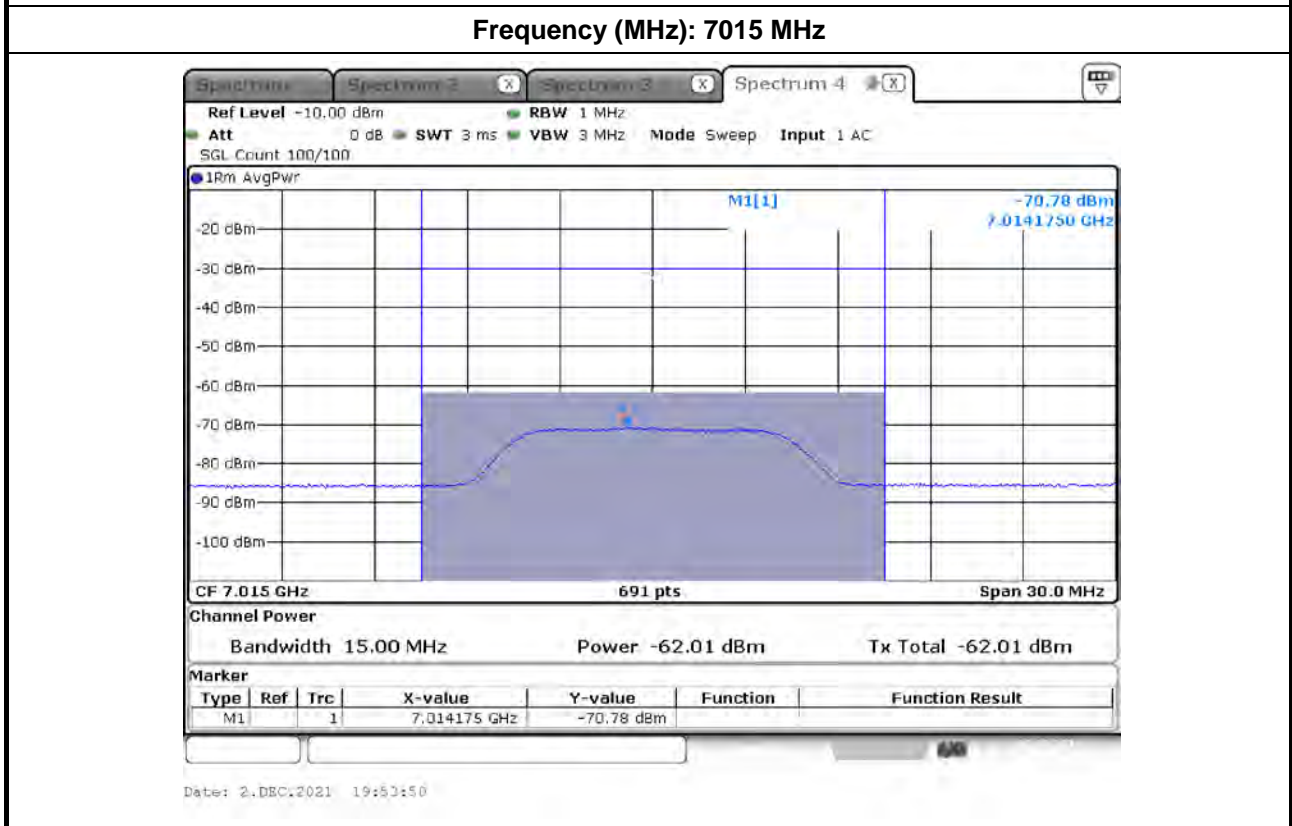 Frequency (MHz): 7015 MHz
Spectrum Spectrum 2 X Spectrum 3 X Spectrum 4 X
Ref Level -10.00 dBm RBW 1 MHz
Att 0 dB SWT 3 ms VBW 3 MHz Mode Sweep Input 1 AC
SGL Count 100/100
1Rm AvgPwr
M1[1] -70.78 dBm
7.0141750 GHz
-20 dBm
-30 dBm
-40 dBm
-50 dBm
-60 dBm
-70 dBm
-80 dBm
-90 dBm
-100 dBm
CF 7.015 GHz 691 pts Span 30.0 MHz
Channel Power
Bandwidth 15.00 MHz Power -62.01 dBm Tx Total -62.01 dBm
Marker
Type Ref Trc X-value Y-value Function Function Result
M1 1 7.014175 GHz -70.78 dBm
Date: 2.DEC.2021 19:53:50